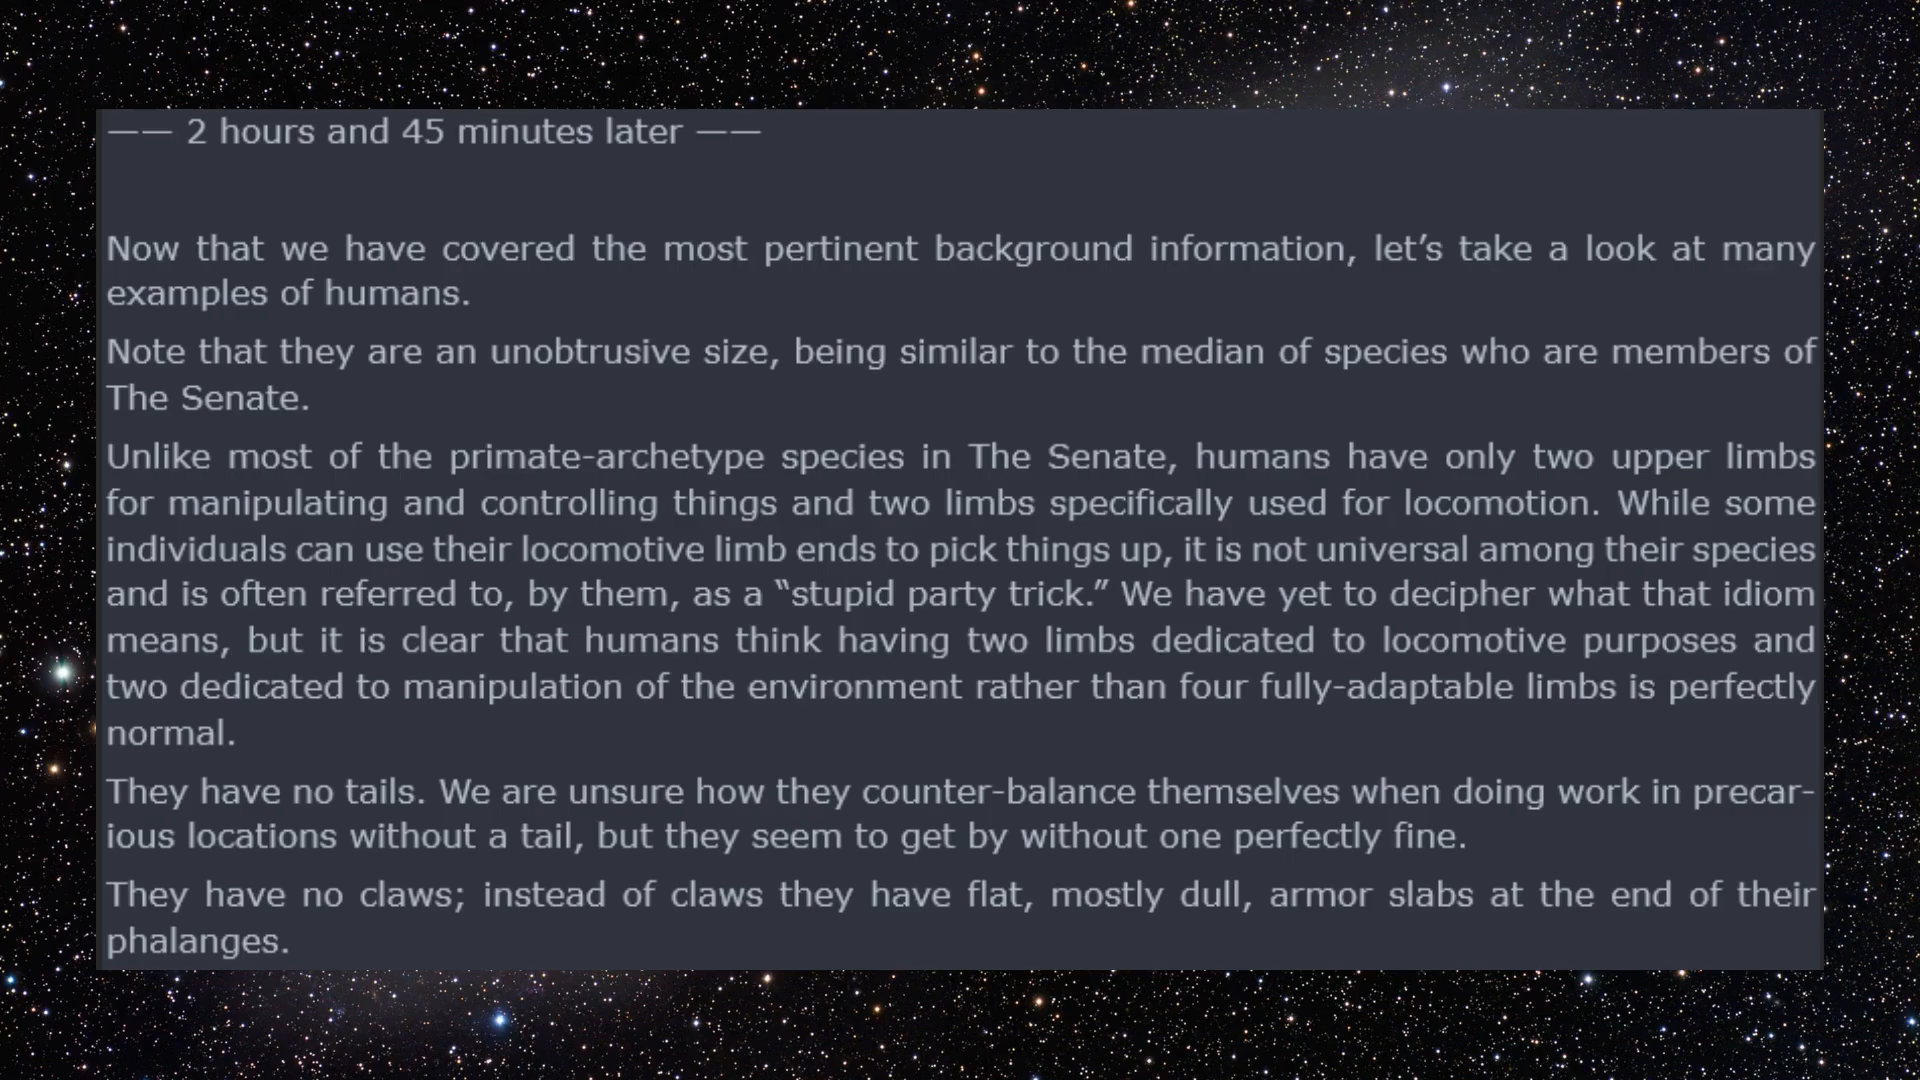 —— 2 hours and 45 minutes later ——
Now that we have covered the most pertinent background information, let’s take a look at many
examples of humans.
Note that they are an unobtrusive size, being similar to the median of species who are members of
The Senate.
Unlike most of the primate-archetype species in The Senate, humans have only two upper limbs
for manipulating and controlling things and two limbs specifically used for locomotion. While some
individuals can use their locomotive limb ends to pick things up, it is not universal among their species
and is often referred to, by them, as a “stupid party trick.” We have yet to decipher what that idiom
means, but it is clear that humans think having two limbs dedicated to locomotive purposes and
two dedicated to manipulation of the environment rather than four fully-adaptable limbs is perfectly
normal.
They have no tails. We are unsure how they counter-balance themselves when doing work in precar-
ious locations without a tail, but they seem to get by without one perfectly fine.
They have no claws; instead of claws they have flat, mostly dull, armor slabs at the end of their
phalanges.